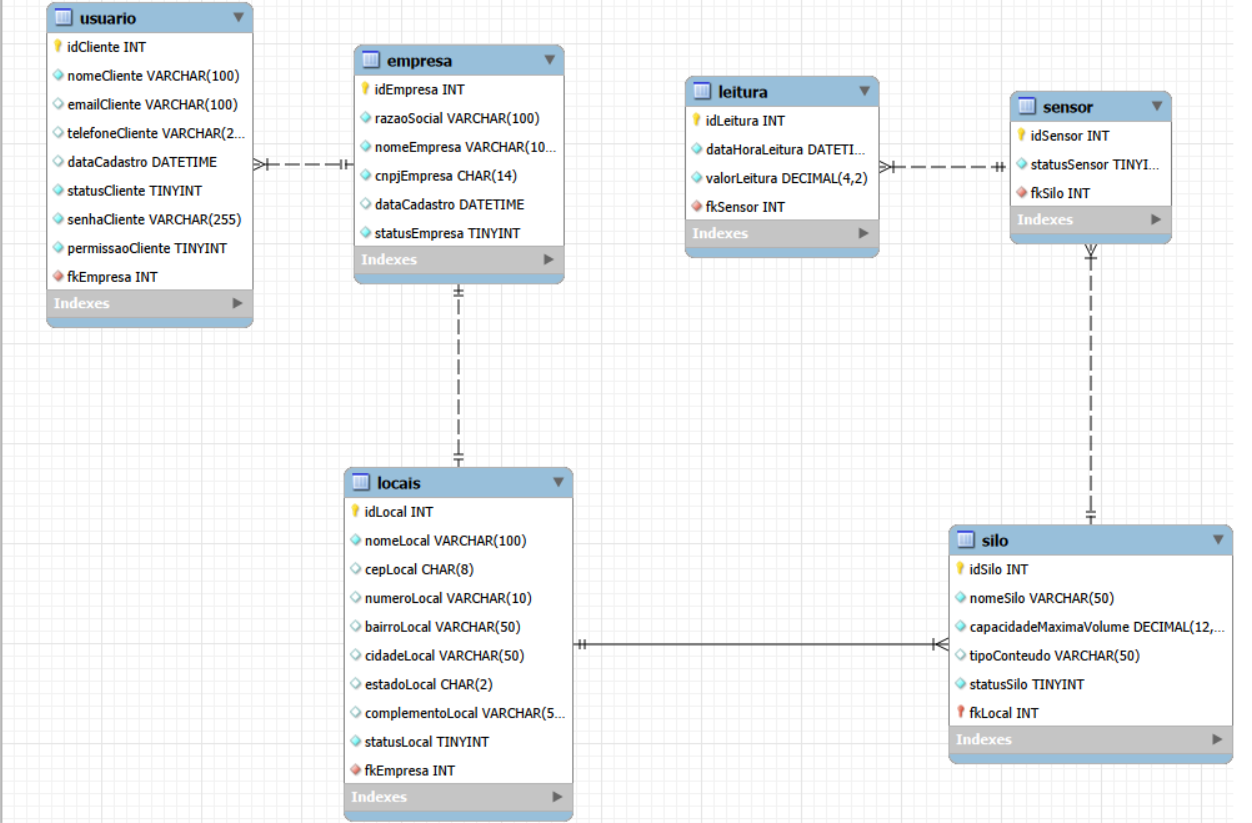 usuario
idCliente INT
nomeCliente VARCHAR(100)
emailCliente VARCHAR(100)
telefoneCliente VARCHAR(2...
dataCadastro DATETIME
statusCliente TINYINT
senhaCliente VARCHAR(255)
permissaoCliente TINYINT
fkEmpresa INT
Indexes
empresa
idEmpresa INT
razaoSocial VARCHAR(100)
nomeEmpresa VARCHAR(10...
cnpjEmpresa CHAR(14)
dataCadastro DATETIME
statusEmpresa TINYINT
Indexes
leitura
idLeitura INT
dataHoraLeitura DATETI...
valorLeitura DECIMAL(4,2)
fkSensor INT
Indexes
sensor
idSensor INT
statusSensor TINYI...
fkSilo INT
Indexes
locais
idLocal INT
nomeLocal VARCHAR(100)
cepLocal CHAR(8)
numeroLocal VARCHAR(10)
bairroLocal VARCHAR(50)
cidadeLocal VARCHAR(50)
estadoLocal CHAR(2)
complementoLocal VARCHAR(5...
statusLocal TINYINT
fkEmpresa INT
Indexes
silo
idSilo INT
nomeSilo VARCHAR(50)
capacidadeMaximaVolume DECIMAL(12,...
tipoConteudo VARCHAR(50)
statusSilo TINYINT
fkLocal INT
Indexes